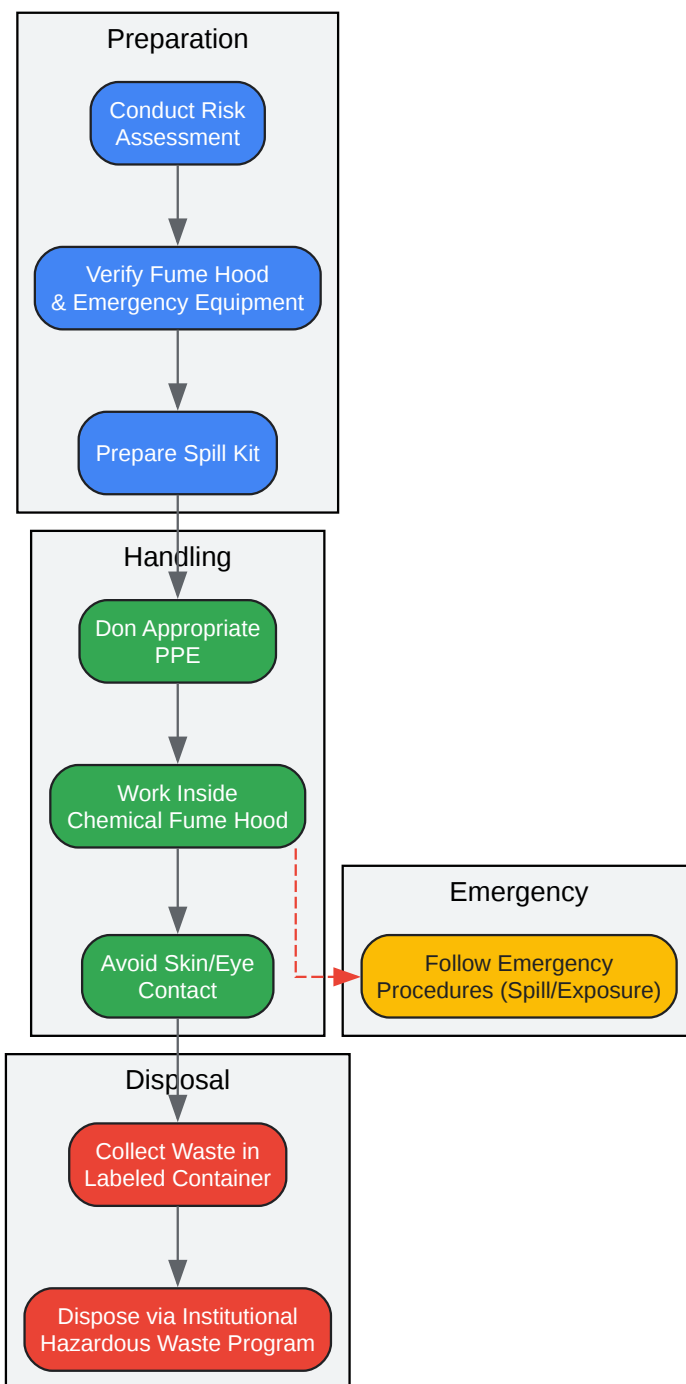 Preparation
Conduct Risk
Assessment
Verify Fume Hood
& Emergency Equipment
Prepare Spill Kit
Handling
Don Appropriate
PPE
Work Inside
Chemical Fume Hood
Avoid Skin/Eye
Contact
Emergency
Follow Emergency
Procedures (Spill/Exposure)
Disposal
Collect Waste in
Labeled Container
Dispose via Institutional
Hazardous Waste Program